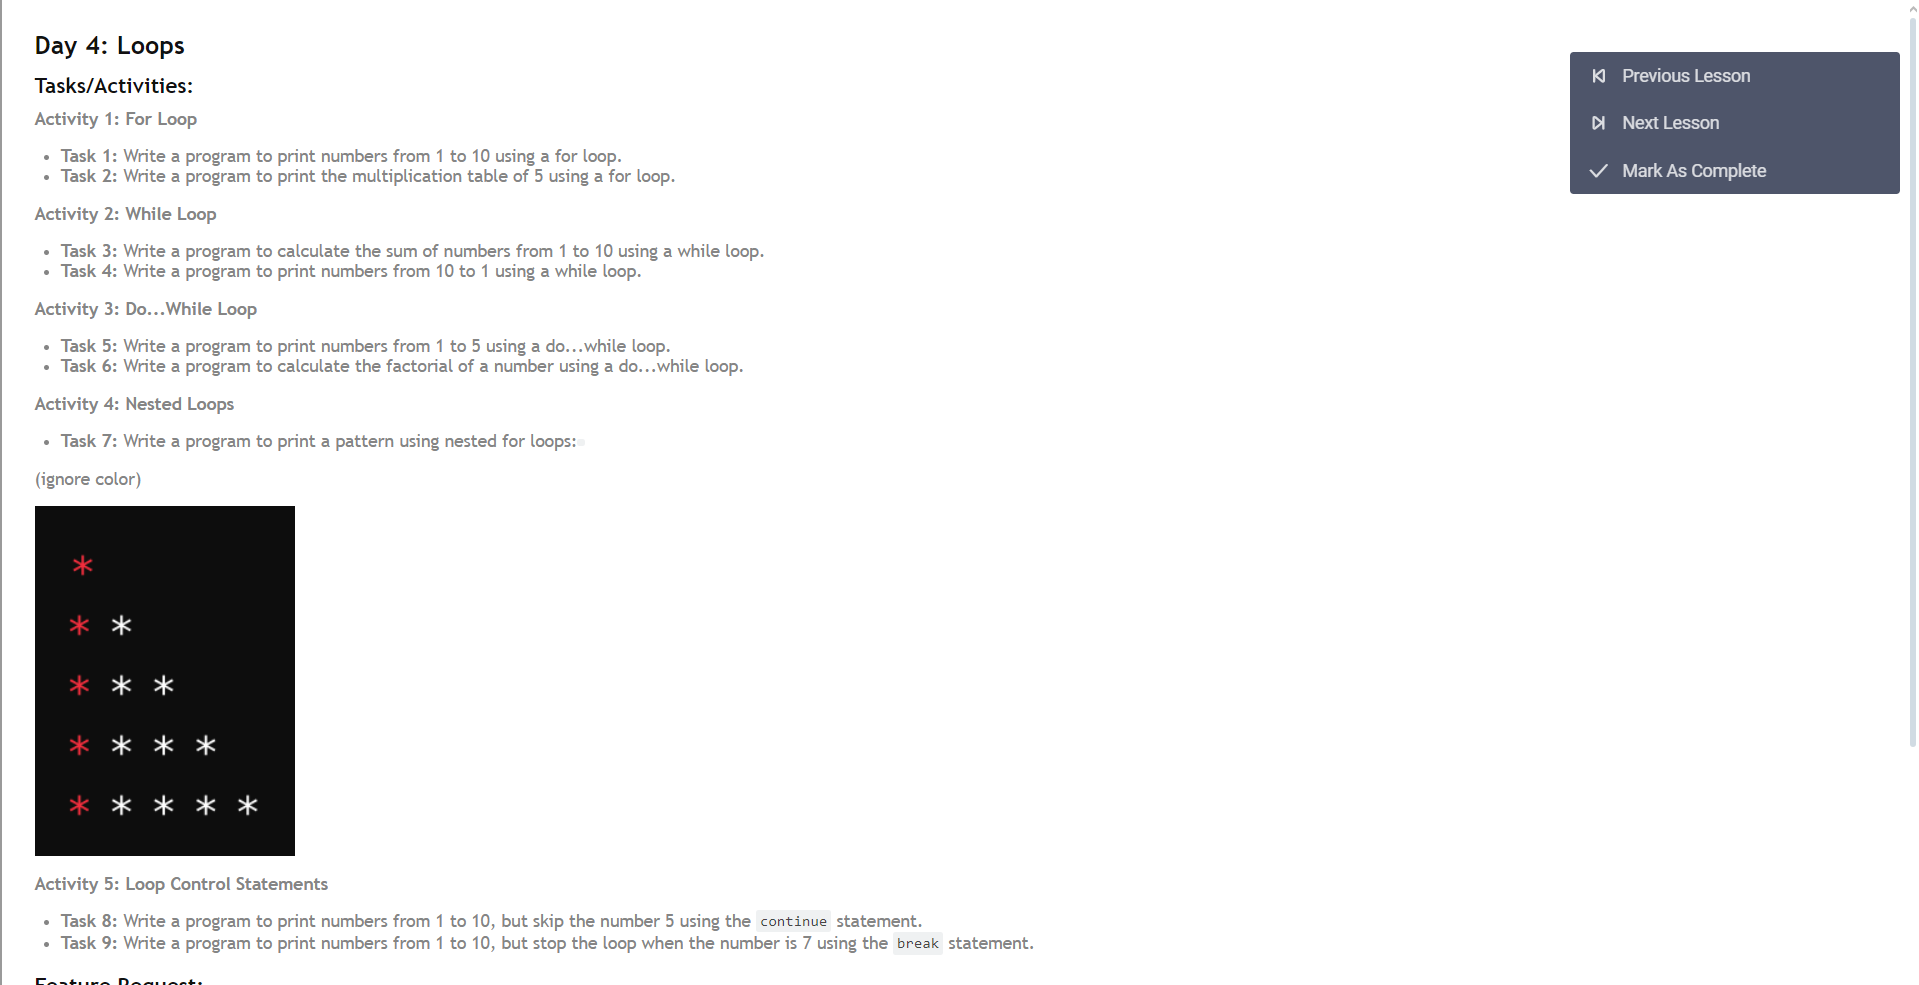 Day 4: Loops
Tasks/Activities:
Activity 1: For Loop
• Task 1: Write a program to print numbers from 1 to 10 using a for loop.
• Task 2: Write a program to print the multiplication table of 5 using a for loop.
Activity 2: While Loop
• Task 3: Write a program to calculate the sum of numbers from 1 to 10 using a while loop.
• Task 4: Write a program to print numbers from 10 to 1 using a while loop.
Activity 3: Do...While Loop
• Task 5: Write a program to print numbers from 1 to 5 using a do...while loop.
• Task 6: Write a program to calculate the factorial of a number using a do...while loop.
Activity 4: Nested Loops
• Task 7: Write a program to print a pattern using nested for loops:
(ignore color)
*
* *
* * *
* * * *
* * * * *
Activity 5: Loop Control Statements
• Task 8: Write a program to print numbers from 1 to 10, but skip the number 5 using the continue statement.
• Task 9: Write a program to print numbers from 1 to 10, but stop the loop when the number is 7 using the break statement.
Feature Request:
Previous Lesson
Next Lesson
Mark As Complete